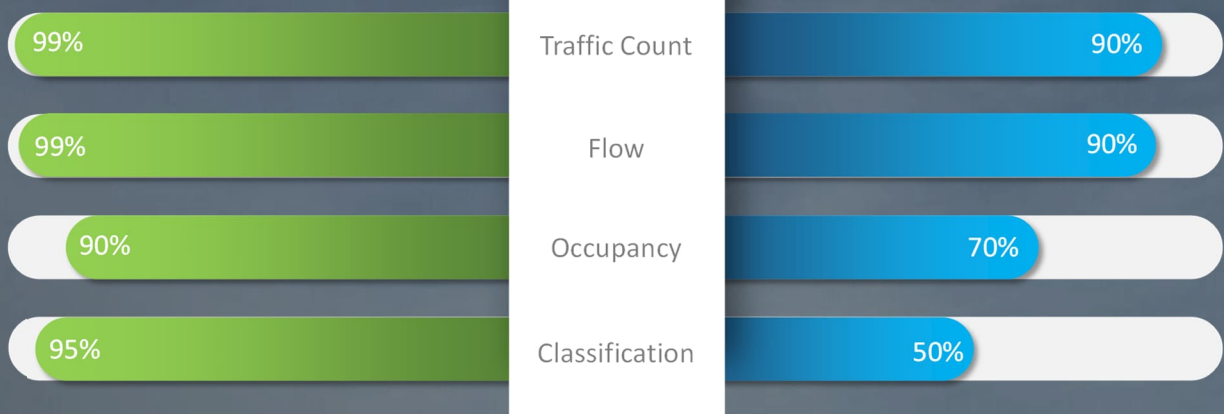 99% Traffic Count 90%
99% Flow 90%
90% Occupancy 70%
95% Classification 50%